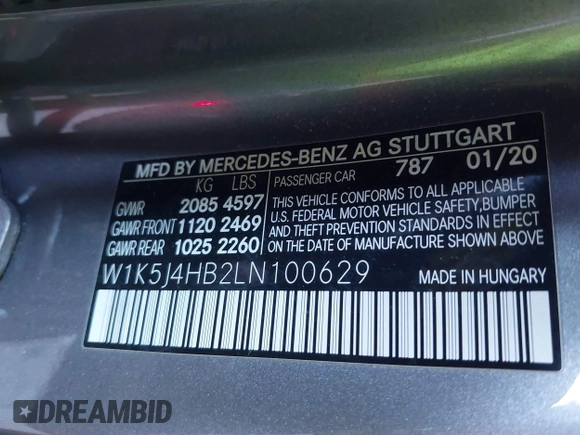 MFD BY MERCEDES-BENZ AG STUTTGART
KG LBS PASSENGER CAR 787 01/20
GVWR 2085 4597
GAWR FRONT 1120 2469
GAWR REAR 1025 2260
THIS VEHICLE CONFORMS TO ALL APPLICABLE
U.S. FEDERAL MOTOR VEHICLE SAFETY,BUMPER
AND THEFT PREVENTION STANDARDS IN EFFECT
ON THE DATE OF MANUFACTURE SHOWN ABOVE.
W1K5J4HB2LN100629 MADE IN HUNGARY
DREAMBID